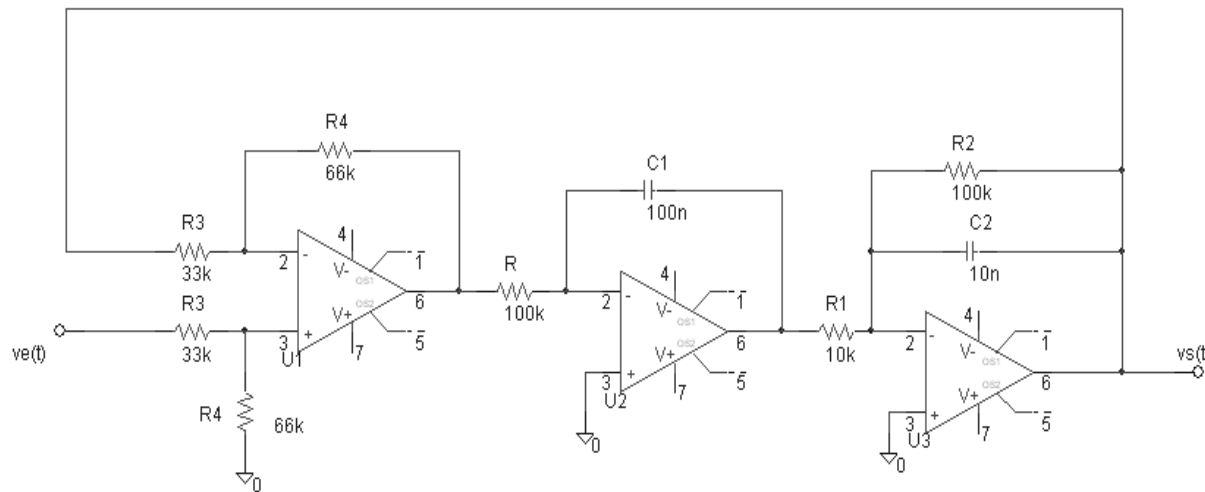 R4
66k
C1
100n
R2
100k
C2
10n
R3
33k
2
-
4
V-
OS1
1
6
OS2
V+
3
+
7
5
U
R3
33k
ve(t)
R4
66k
0
R
100k
2
-
4
V-
OS1
1
6
OS2
V+
3
+
7
5
U2
0
R1
10k
2
-
4
V-
OS1
1
6
OS2
V+
3
+
7
5
U3
0
vs(t